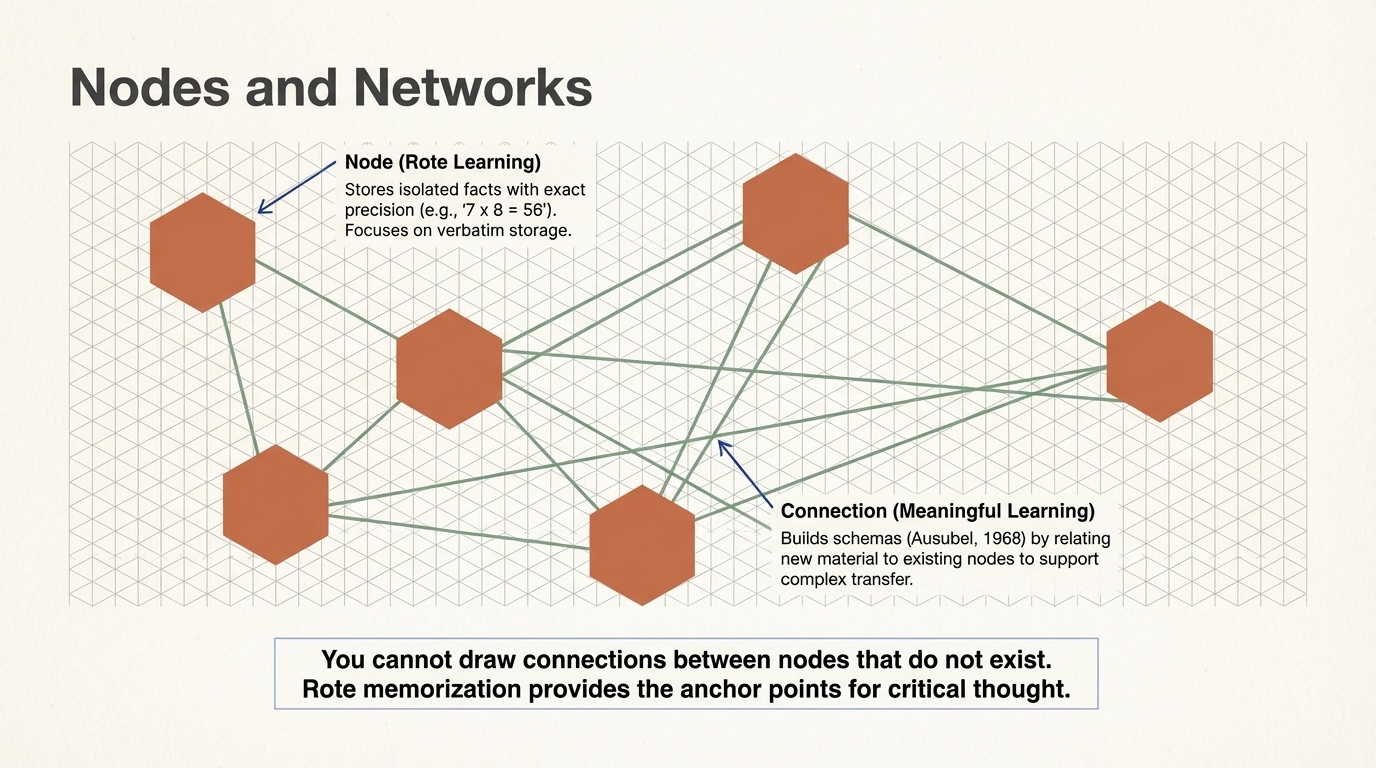 Nodes and Networks
Node (Rote Learning)
Stores isolated facts with exact
precision (e.g., '7 x 8 = 56').
Focuses on verbatim storage.
Connection (Meaningful Learning)
Builds schemas (Ausubel, 1968) by relating
new material to existing nodes to support
complex transfer.
You cannot draw connections between nodes that do not exist.
Rote memorization provides the anchor points for critical thought.